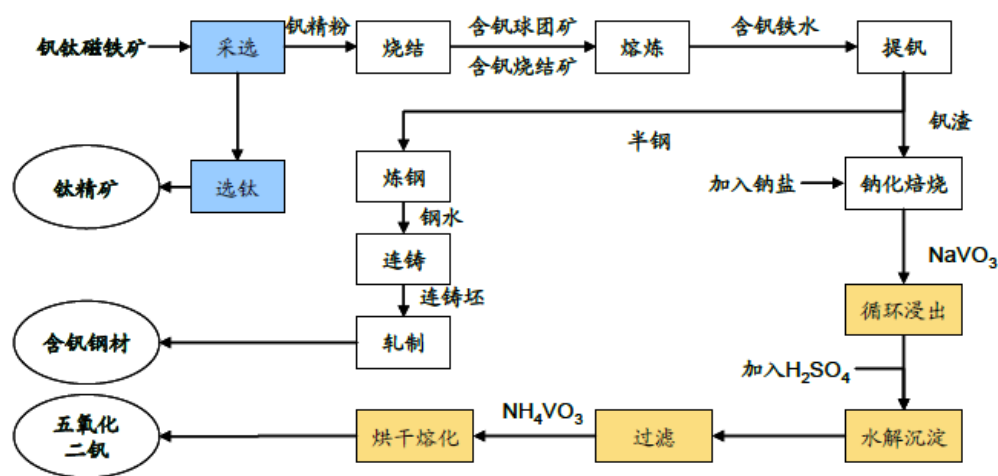 钒钛磁铁矿
采选
钒精粉
烧结
含钒球团矿
含钒烧结矿
熔炼
含钒铁水
提钒
半钢
钒渣
钛精矿
选钛
炼钢
加入钠盐
钠化焙烧
钢水
连铸
NaVO₃
连铸坯
循环浸出
含钒钢材
轧制
加入H₂SO₄
五氧化
二钒
烘干熔化
NH₄VO₃
过滤
水解沉淀